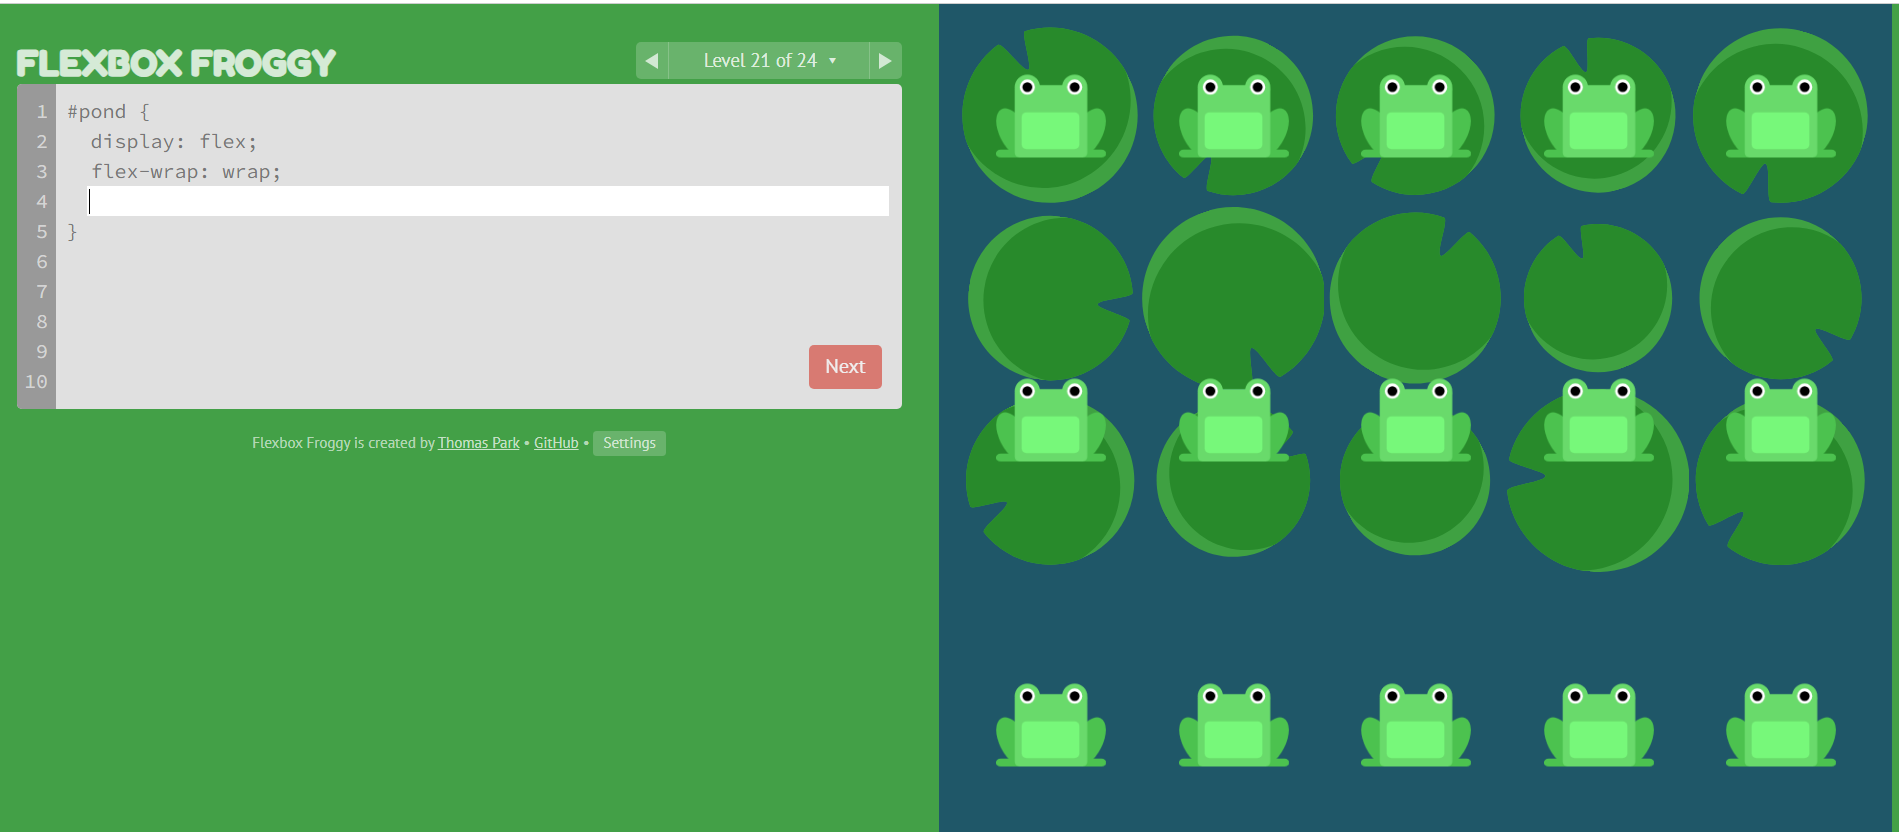 FLEXBOX FROGGY
◀ Level 21 of 24 ▼ ▶
1 #pond {
2 display: flex;
3 flex-wrap: wrap;
4
5 }
6
7
8
9
10
Next
Flexbox Froggy is created by Thomas Park • GitHub • Settings